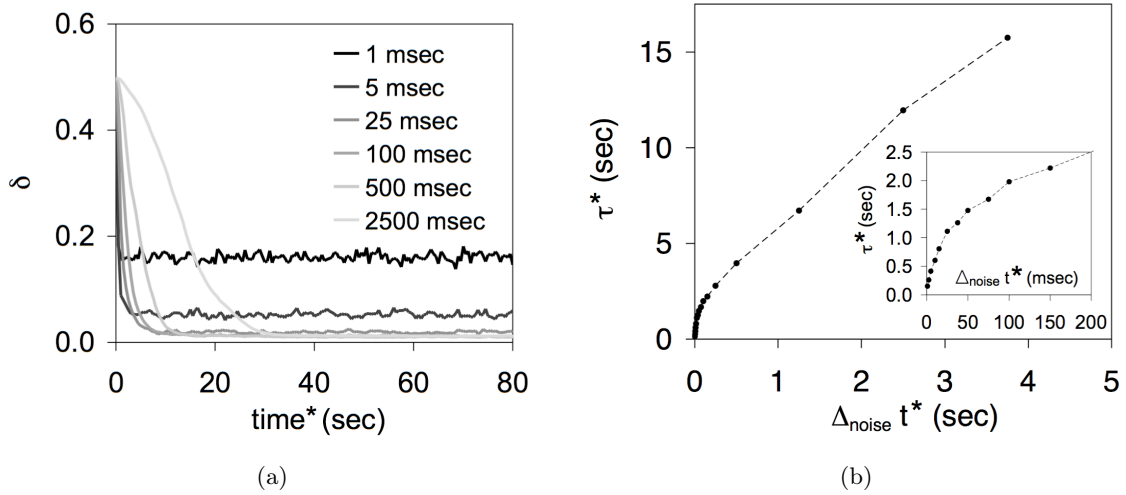 0.6
0.4
0.2
0.0
δ
0 20 40 60 80
time* (sec)
1 msec
5 msec
25 msec
100 msec
500 msec
2500 msec
(a)
15
10
5
0
τ* (sec)
0 1 2 3 4 5
Δnoise t* (sec)
2.5
2.0
1.5
1.0
0.5
0.0
τ* (sec)
Δnoise t* (msec)
0 50 100 150 200
(b)